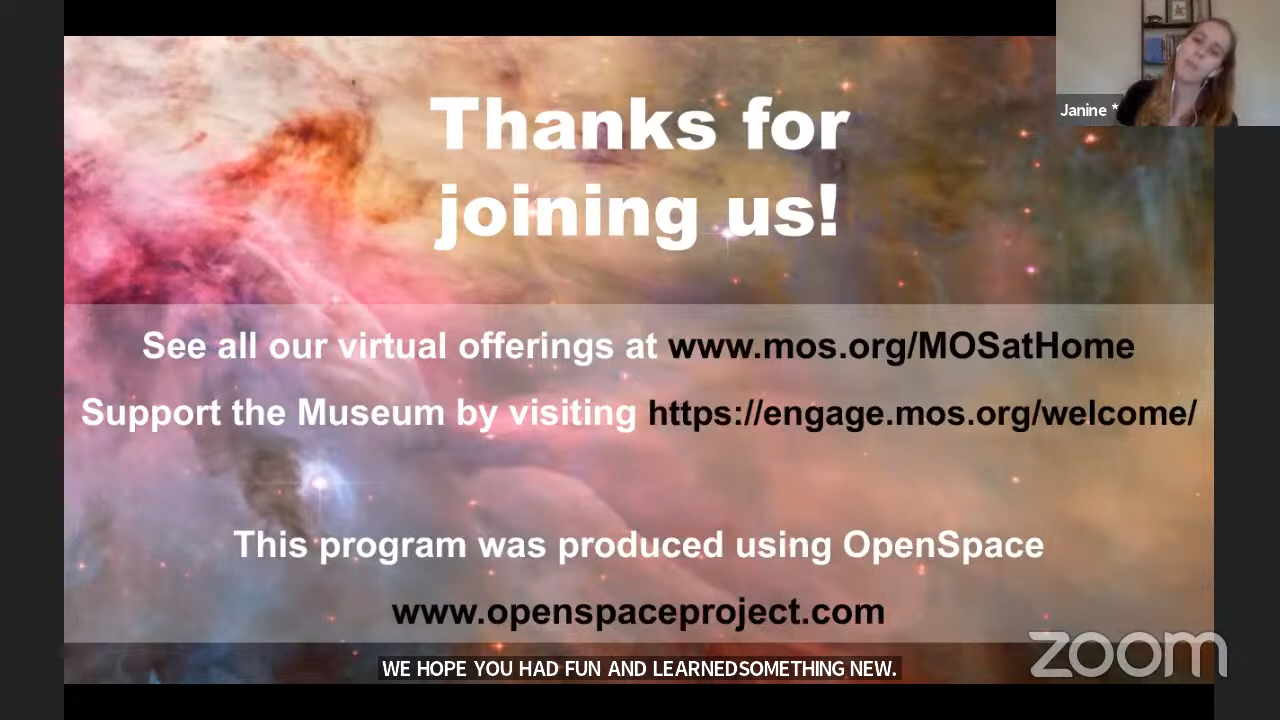 Thanks for
joining us!
Janine *
See all our virtual offerings at www.mos.org/MOSatHome
Support the Museum by visiting https://engage.mos.org/welcome/
This program was produced using OpenSpace
www.openspaceproject.com
WE HOPE YOU HAD FUN AND LEARNEDSOMETHING NEW.
zoom